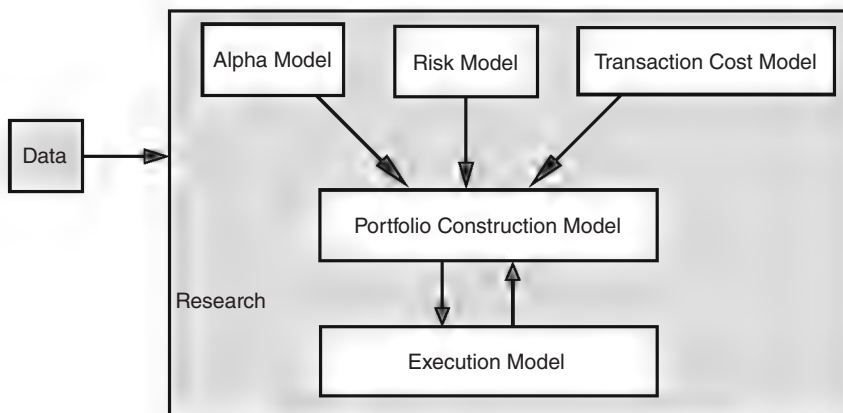 Alpha Model
Risk Model
Transaction Cost Model
Data
Portfolio Construction Model
Research
Execution Model